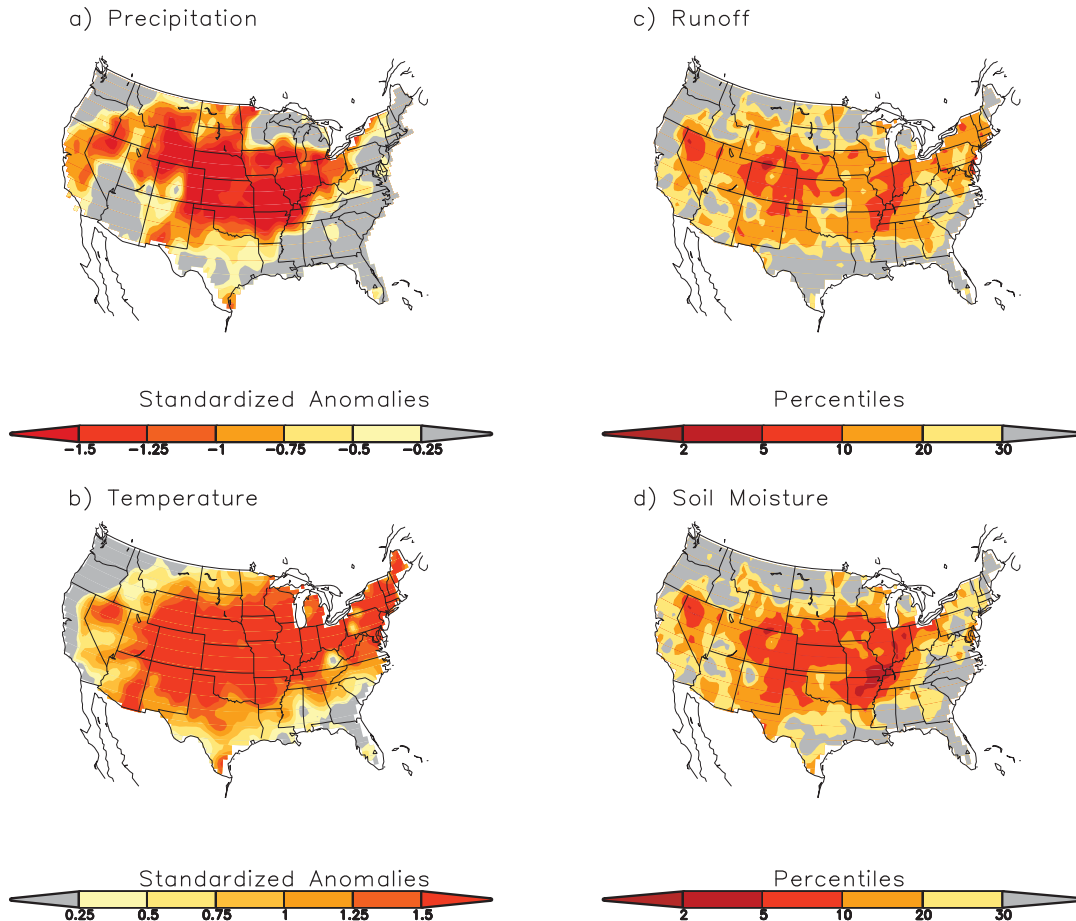 a) Precipitation
Standardized Anomalies
−1.5 −1.25 −1 −0.75 −0.5 −0.25
b) Temperature
Standardized Anomalies
0.25 0.5 0.75 1 1.25 1.5
c) Runoff
Percentiles
2 5 10 20 30
d) Soil Moisture
Percentiles
2 5 10 20 30